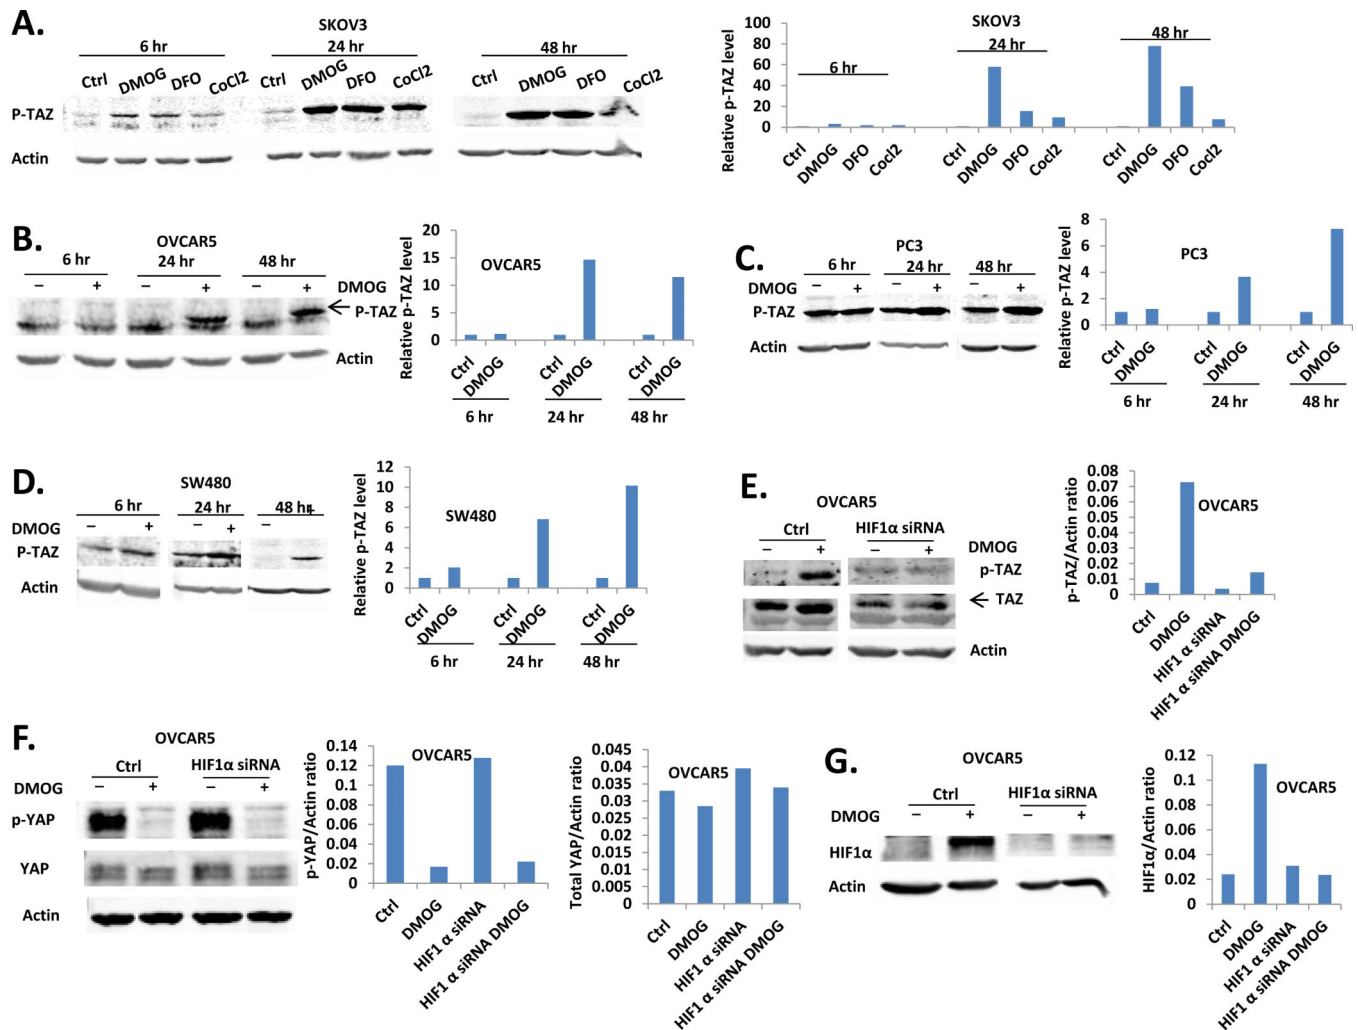 A.
SKOV3
6 hr 24 hr 48 hr
Ctrl DMOG DFO CoCl2 Ctrl DMOG DFO CoCl2 Ctrl DMOG DFO CoCl2
P-TAZ
Actin
SKOV3
Relative p-TAZ level
100
80
60
40
20
0
6 hr 24 hr 48 hr
Ctrl DMOG DFO Cocl2 Ctrl DMOG DFO Cocl2 Ctrl DMOG DFO Cocl2
B.
OVCAR5
6 hr 24 hr 48 hr
– + – + – + DMOG
P-TAZ
Actin
Relative p-TAZ level
20
15
10
5
0
OVCAR5
Ctrl DMOG Ctrl DMOG Ctrl DMOG
6 hr 24 hr 48 hr
C.
PC3
6 hr 24 hr 48 hr
DMOG – + – + – +
P-TAZ
Actin
Relative p-TAZ level
8
6
4
2
0
PC3
Ctrl DMOG Ctrl DMOG Ctrl DMOG
6 hr 24 hr 48 hr
D.
SW480
6 hr 24 hr 48 hr
DMOG – + – + – +
P-TAZ
Actin
Relative p-TAZ level
12
10
8
6
4
2
0
SW480
Ctrl DMOG Ctrl DMOG Ctrl DMOG
6 hr 24 hr 48 hr
E.
OVCAR5
Ctrl HIF1α siRNA
– + – + DMOG
p-TAZ
TAZ
Actin
p-TAZ/Actin ratio
0.08
0.07
0.06
0.05
0.04
0.03
0.02
0.01
0
OVCAR5
Ctrl
DMOG
HIF1 α siRNA
HIF1 α siRNA DMOG
F.
OVCAR5
Ctrl HIF1α siRNA
DMOG – + – +
p-YAP
YAP
Actin
p-YAP/Actin ratio
0.14
0.12
0.1
0.08
0.06
0.04
0.02
0
OVCAR5
Ctrl
DMOG
HIF1 α siRNA
HIF1 α siRNA DMOG
Total YAP/Actin ratio
0.045
0.04
0.035
0.03
0.025
0.02
0.015
0.01
0.005
0
OVCAR5
Ctrl
DMOG
HIF1 α siRNA
HIF1 α siRNA DMOG
G.
OVCAR5
Ctrl HIF1α siRNA
DMOG – + – +
HIF1α
Actin
HIF1α/Actin ratio
0.12
0.1
0.08
0.06
0.04
0.02
0
OVCAR5
Ctrl
DMOG
HIF1 α siRNA
HIF1 α siRNA DMOG